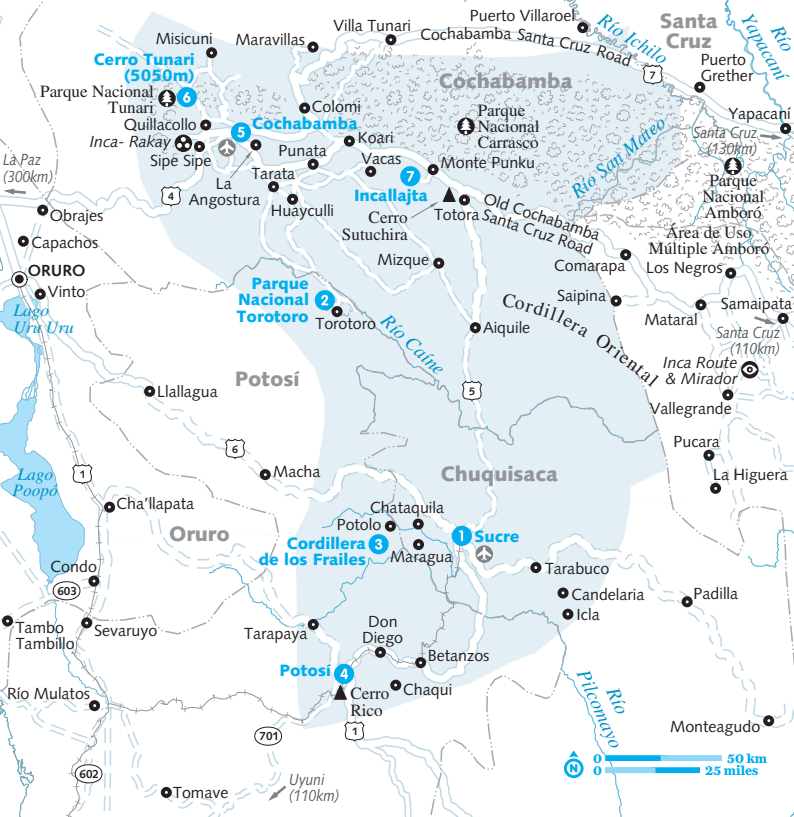 Puerto Villaroel
Santa
Cruz
Río Ichilo
Río
Yapacaní
Villa Tunari
Cochabamba Santa Cruz Road
Misicuni
Maravillas
Cerro Tunari
(5050m)
6
Parque Nacional
Tunari
7
Puerto
Grether
Cochabamba
Colomi
Parque
Nacional
Carrasco
Yapacaní
Quillacollo
5
Cochabamba
Inca- Rakay
Sipe Sipe
Koari
Santa Cruz
(130km)
Río San Mateo
La Paz
(300km)
Punata
Vacas
Monte Punku
Parque
Nacional
Amboró
La
Angostura
Tarata
7
Incallajta
4
Obrajes
Huayculli
Cerro
Sutuchira
Totora
Old Cochabamba
Santa Cruz Road
Área de Uso
Múltiple Amboró
Capachos
Mizque
Comarapa
Los Negros
ORURO
Vinto
Parque
Nacional
Torotoro
2
Torotoro
Saipina
Samaipata
Mataral
Lago
Uru Uru
Río Caíne
Aiquile
Cordillera Oriental
Santa Cruz
(110km)
Inca Route
& Mirador
Potosí
Llallagua
5
Vallegrande
6
Pucara
1
Macha
Chuquisaca
La Higuera
Lago
Poopó
Cha'llapata
Chataquila
Potolo
Oruro
Cordillera
de los Frailes
3
Maragua
1
Sucre
Condo
603
Tarabuco
Candelaria
Icla
Padilla
Tambo
Tambillo
Sevaruyo
Tarapaya
Don
Diego
Betanzos
Potosí
4
Cerro
Rico
Chaqui
Río
Pilcomayo
Río Mulatos
Monteagudo
701
1
602
N
0
50 km
0
25 miles
Tomave
Uyuni
(110km)